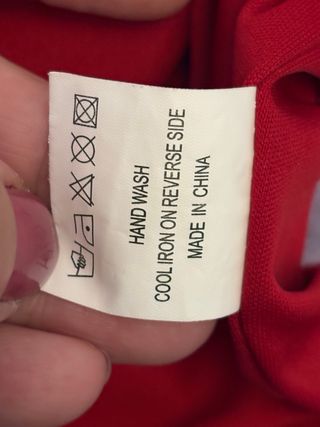 HAND WASH
COOL IRON ON REVERSE SIDE
MADE IN CHINA